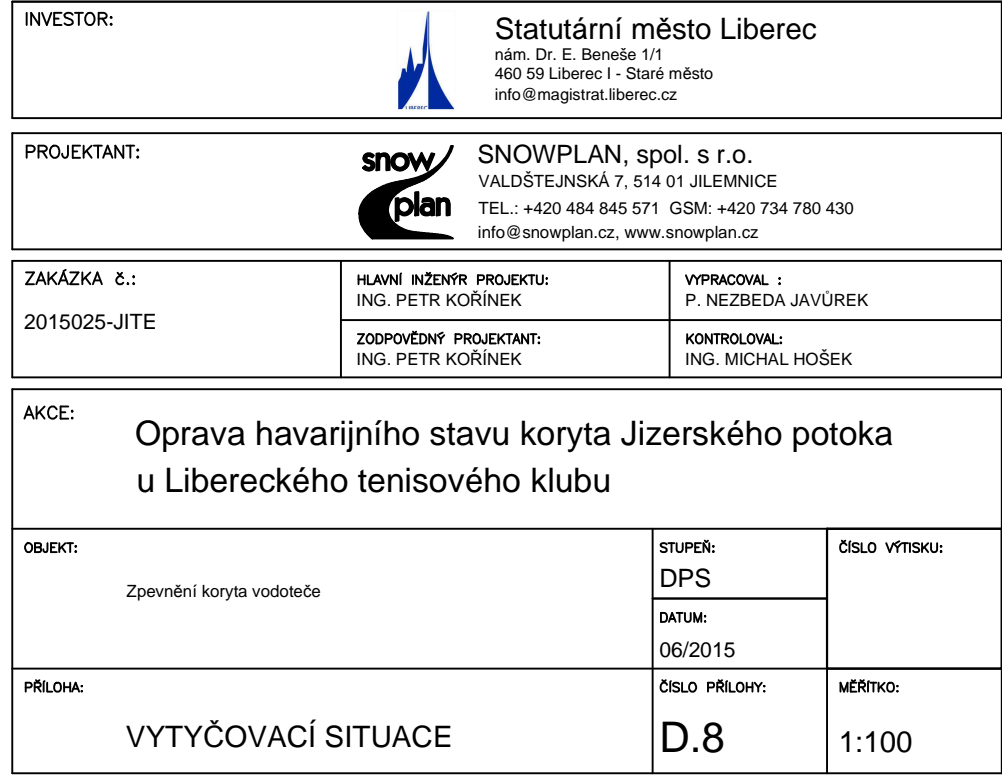 INVESTOR:
LIBEREC
Statutární město Liberec
nám. Dr. E. Beneše 1/1
460 59 Liberec I - Staré město
info@magistrat.liberec.cz
PROJEKTANT:
snow
plan
SNOWPLAN, spol. s r.o.
VALDŠTEJNSKÁ 7, 514 01 JILEMNICE
TEL.: +420 484 845 571 GSM: +420 734 780 430
info@snowplan.cz, www.snowplan.cz
ZAKÁZKA č.:
2015025-JITE
HLAVNÍ INŽENÝR PROJEKTU:
ING. PETR KOŘÍNEK
VYPRACOVAL :
P. NEZBEDA JAVŮREK
ZODPOVĚDNÝ PROJEKTANT:
ING. PETR KOŘÍNEK
KONTROLOVAL:
ING. MICHAL HOŠEK
AKCE:
Oprava havarijního stavu koryta Jizerského potoka
u Libereckého tenisového klubu
OBJEKT:
Zpevnění koryta vodoteče
STUPEŇ:
DPS
DATUM:
06/2015
ČÍSLO VÝTISKU:
PŘÍLOHA:
VYTYČOVACÍ SITUACE
ČÍSLO PŘÍLOHY:
D.8
MĚŘÍTKO:
1:100